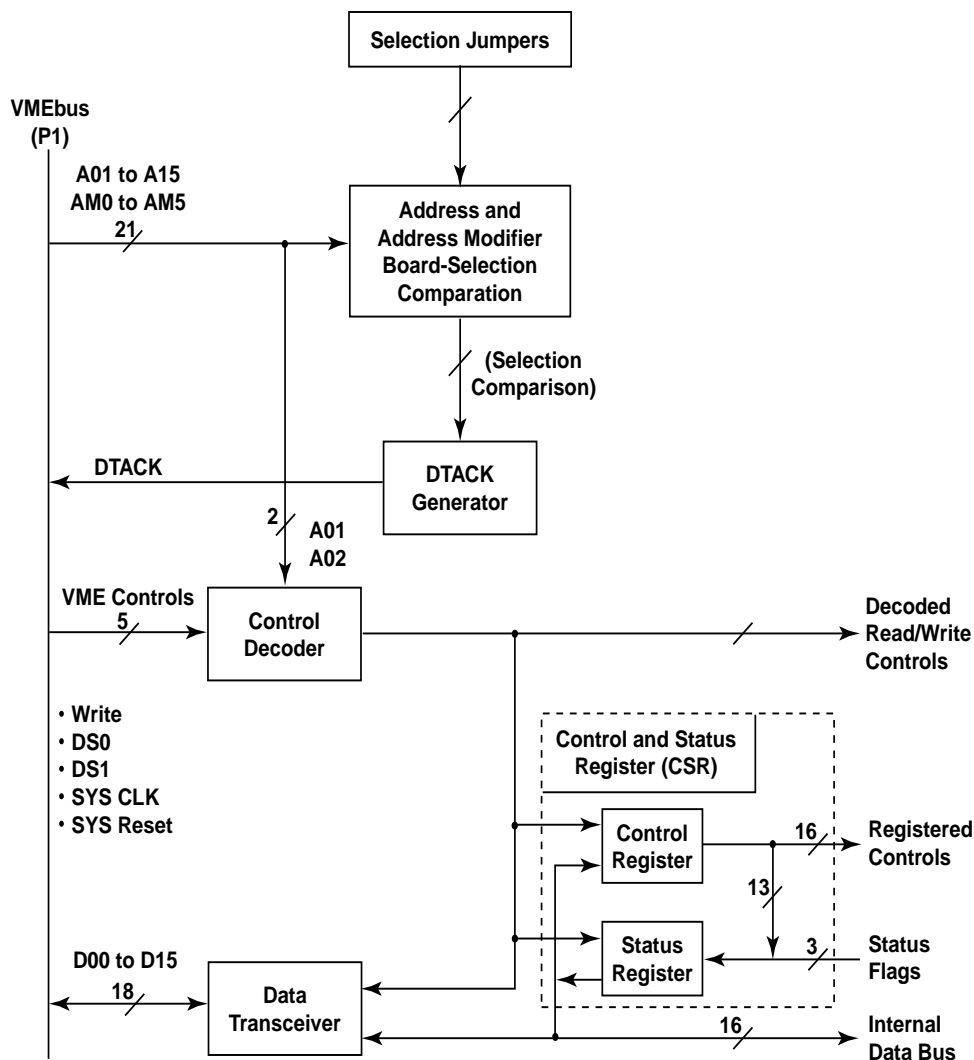 Selection Jumpers
VMEbus
(P1)
A01 to A15
AM0 to AM5
21
Address and
Address Modifier
Board-Selection
Comparation
(Selection
Comparison)
DTACK
DTACK
Generator
2
A01
A02
VME Controls
5
Control
Decoder
Decoded
Read/Write
Controls
• Write
• DS0
• DS1
• SYS CLK
• SYS Reset
Control and Status
Register (CSR)
Control
Register
16
Registered
Controls
13
Status
Register
3
Status
Flags
D00 to D15
18
Data
Transceiver
16
Internal
Data Bus